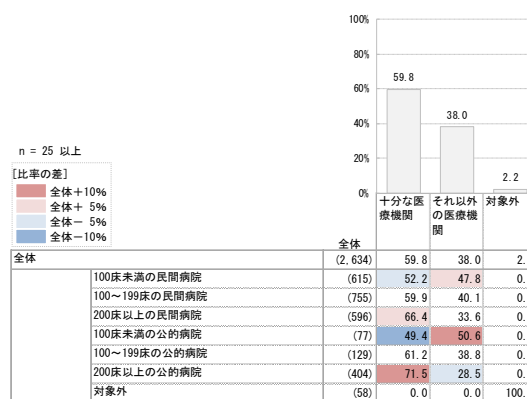 100%
80%
60%
40%
20%
0%
59.8
38.0
2.2
n = 25 以上
[比率の差]
全体+10%
全体+ 5%
全体- 5%
全体-10%
全体
十分な医療機関
それ以外の医療機関
対象外
全体 (2,634) 59.8 38.0 2.
100床未満の民間病院 (615) 52.2 47.8 0.
100～199床の民間病院 (755) 59.9 40.1 0.
200床以上の民間病院 (596) 66.4 33.6 0.
100床未満の公的病院 (77) 49.4 50.6 0.
100～199床の公的病院 (129) 61.2 38.8 0.
200床以上の公的病院 (404) 71.5 28.5 0.
対象外 (58) 0.0 0.0 100.